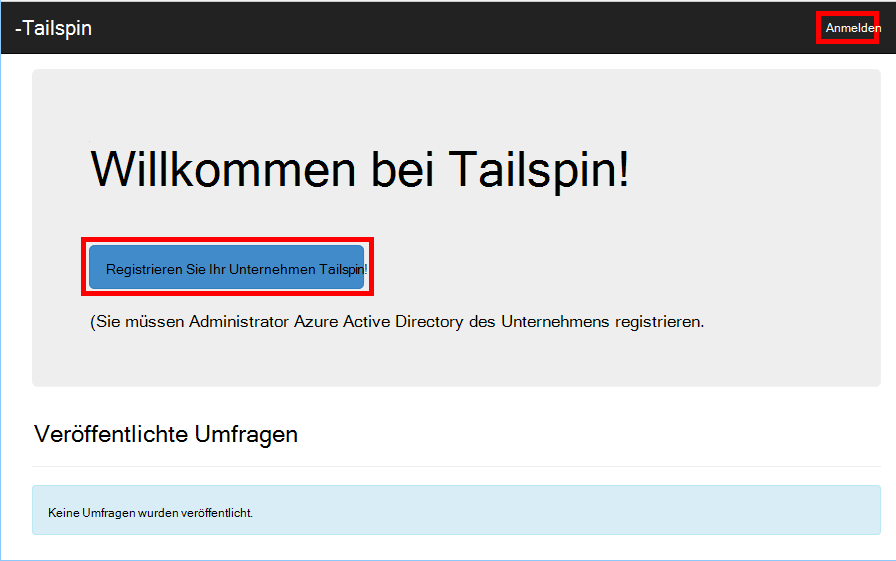 -Tailspin
Anmelden
Willkommen bei Tailspin!
Registrieren Sie Ihr Unternehmen Tailspin!
(Sie müssen Administrator Azure Active Directory des Unternehmens registrieren.
Veröffentlichte Umfragen
Keine Umfragen wurden veröffentlicht.